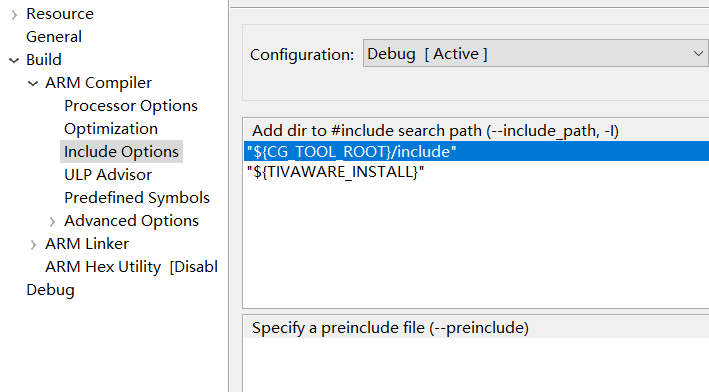 Resource
General
Build
ARM Compiler
Processor Options
Optimization
Include Options
ULP Advisor
Predefined Symbols
Advanced Options
ARM Linker
ARM Hex Utility [Disabl
Debug
Configuration: Debug [ Active ]
Add dir to #include search path (--include_path, -I)
"${CG_TOOL_ROOT}/include"
"${TIVAWARE_INSTALL}"
Specify a preinclude file (--preinclude)